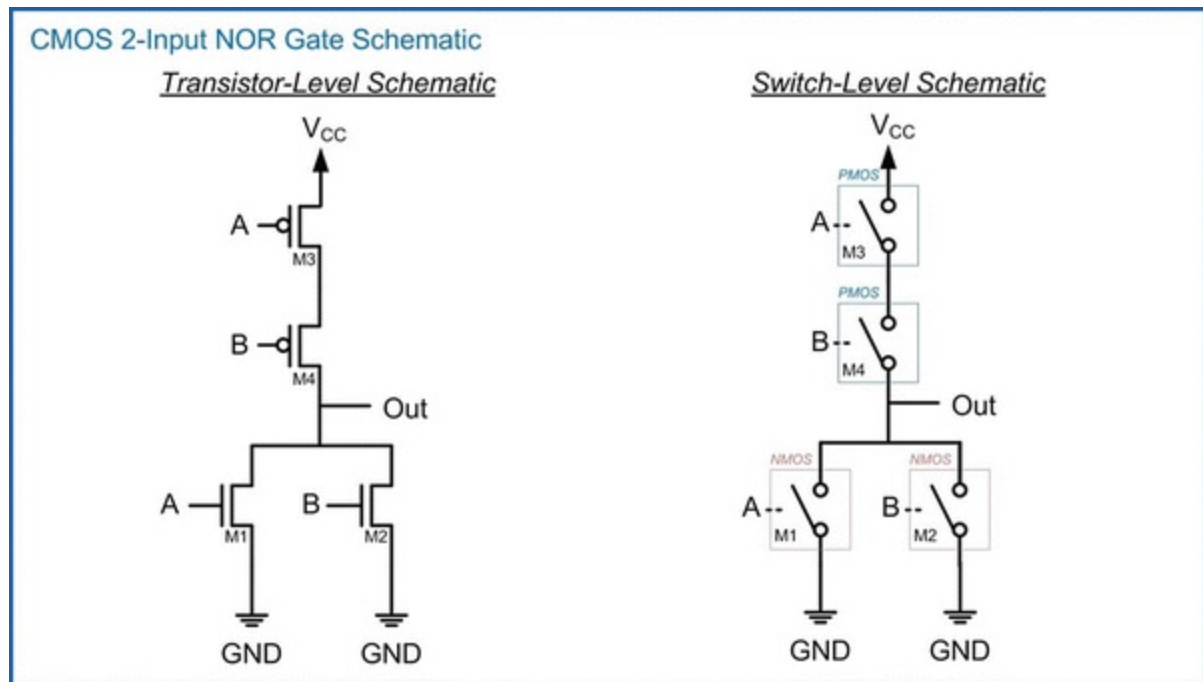 CMOS 2-Input NOR Gate Schematic
Transistor-Level Schematic
VCC
A
M3
B
M4
Out
A
M1
B
M2
GND
GND
Switch-Level Schematic
VCC
PMOS
A
M3
PMOS
B
M4
Out
NMOS
A
M1
NMOS
B
M2
GND
GND